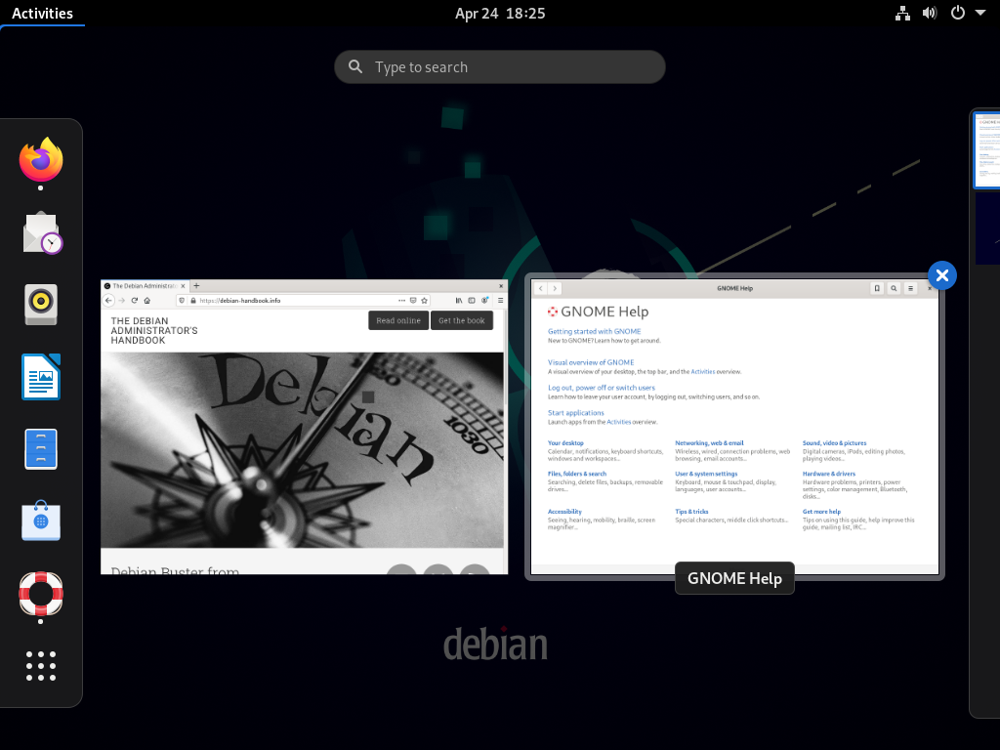 Activities
Apr 24 18:25
Type to search
The Debian Administrat
https://debian-handbook.info
THE DEBIAN
ADMINISTRATOR'S
HANDBOOK
Read online
Get the book
Debian
1030
Debian Buster from
GNOME Help
GNOME Help
Getting started with GNOME
New to GNOME? Learn how to get around.
Visual overview of GNOME
A visual overview of your desktop, the top bar, and the Activities overview.
Log out, power off or switch users
Learn how to leave your user account, by logging out, switching users, and so on.
Start applications
Launch apps from the Activities overview.
Your desktop
Calendar, notifications, keyboard shortcuts,
windows and workspaces...
Networking, web & email
Wireless, wired, connection problems, web
browsing, email accounts...
Sound, video & pictures
Digital cameras, iPods, editing photos,
playing videos...
Files, folders & search
Searching, delete files, backups, removable
drives...
User & system settings
Keyboard, mouse & touchpad, display,
languages, user accounts...
Hardware & drivers
Hardware problems, printers, power
settings, color management, Bluetooth,
disks...
Accessibility
Seeing, hearing, mobility, braille, screen
magnifier...
Tips & tricks
Special characters, middle click shortcuts...
Get more help
Tips on using this guide, help improve this
guide, mailing list, IRC...
GNOME Help
debian